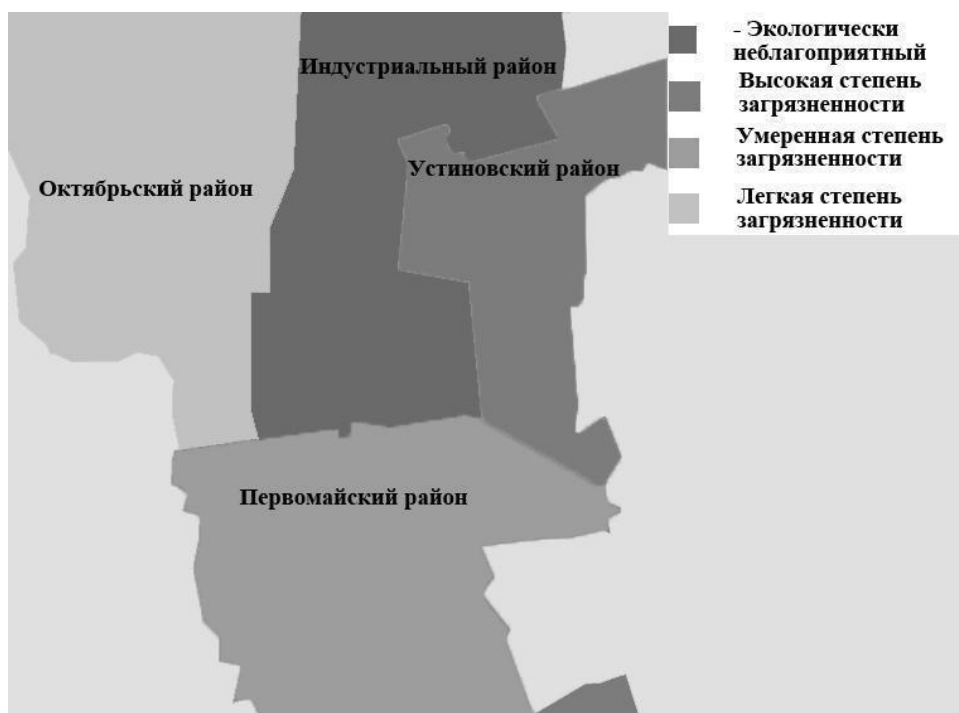 Индустриальный район
Устиновский район
Октябрьский район
Первомайский район
- Экологически
неблагоприятный
Высокая степень
загрязненности
Умеренная степень
загрязненности
Легкая степень
загрязненности